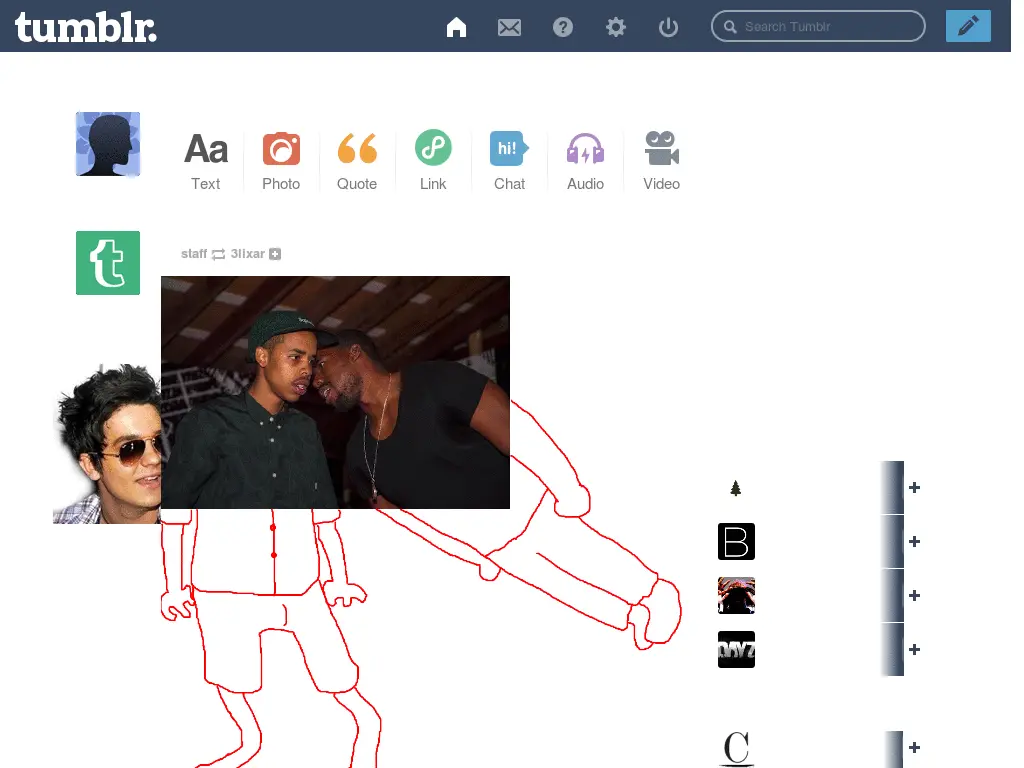 tumblr.
Search Tumblr
Aa
hi!
Text
Photo
Quote
Link
Chat
Audio
Video
t
staff 3lixar
B
DAYZ
C